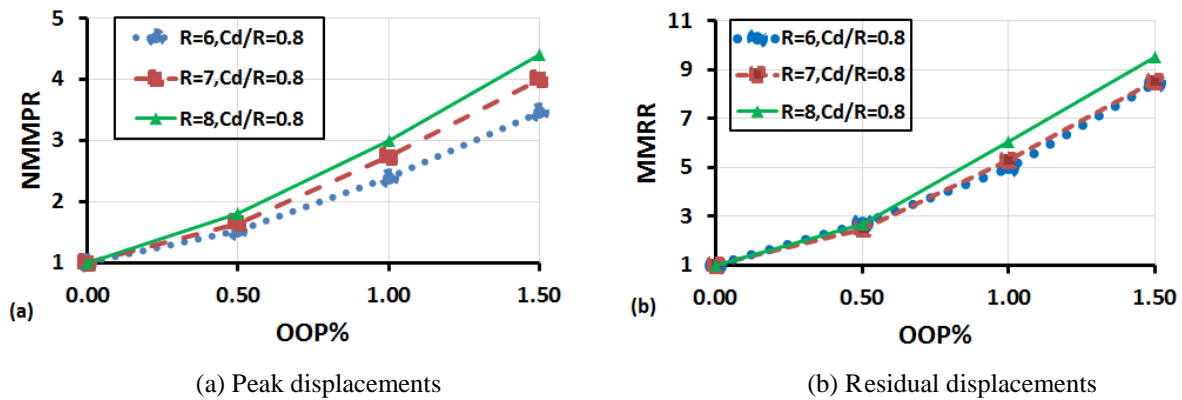 5
4
3
2
1
NMMPR
R=6,Cd/R=0.8
R=7,Cd/R=0.8
R=8,Cd/R=0.8
0.00 0.50 1.00 1.50
(a)
OOP%
11
9
7
5
3
1
MMRR
R=6,Cd/R=0.8
R=7,Cd/R=0.8
R=8,Cd/R=0.8
0.00 0.50 1.00 1.50
(b)
OOP%
(a) Peak displacements
(b) Residual displacements